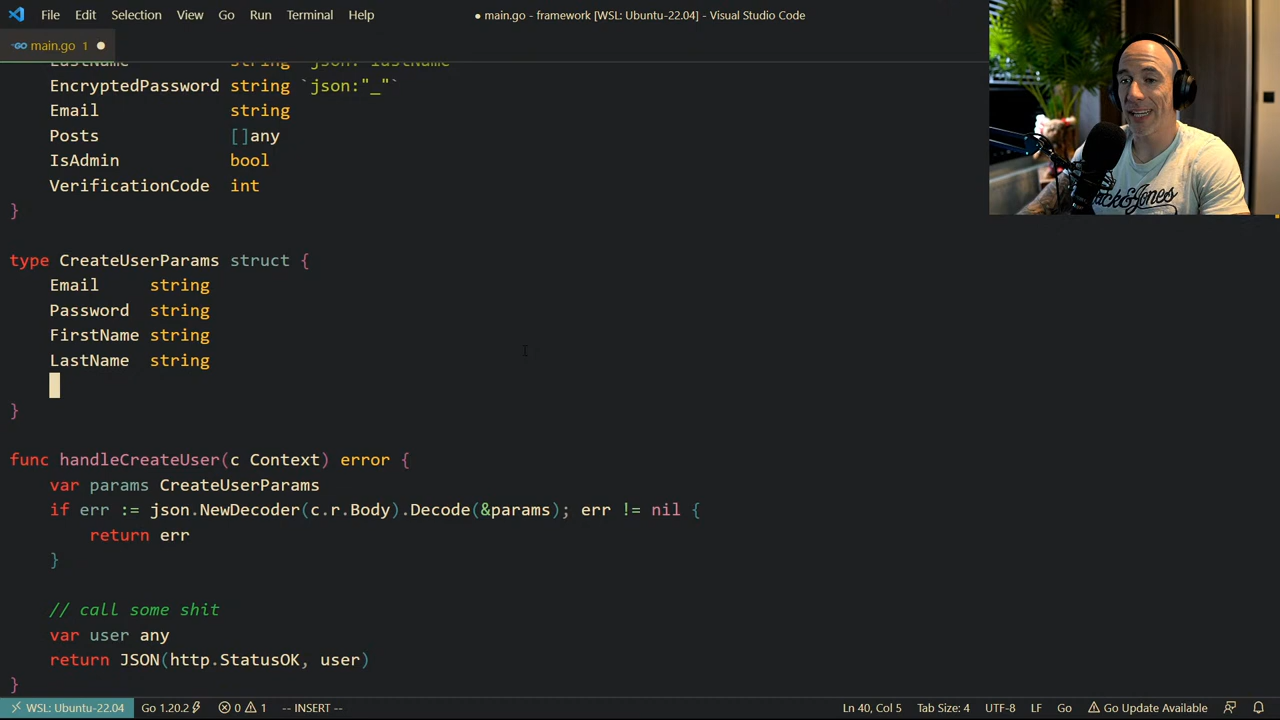 File Edit Selection View Go Run Terminal Help ● main.go - framework [WSL: Ubuntu-22.04] - Visual Studio Code
main.go 1 ●
LastName string `json:"lastName"`
EncryptedPassword string `json:"_"`
Email string
Posts []any
IsAdmin bool
VerificationCode int
}
type CreateUserParams struct {
Email string
Password string
FirstName string
LastName string
}
func handleCreateUser(c Context) error {
var params CreateUserParams
if err := json.NewDecoder(c.r.Body).Decode(&params); err != nil {
return err
}
// call some shit
var user any
return JSON(http.StatusOK, user)
}
WSL: Ubuntu-22.04 Go 1.20.2 0 1 -- INSERT -- Ln 40, Col 5 Tab Size: 4 UTF-8 LF Go Go Update Available